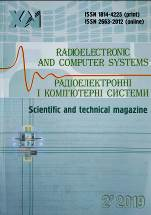 ХАІ
ISSN 1814-4225 (print)
ISSN 2663-2012 (online)
RADIOELECTRONIC
AND COMPUTER SYSTEMS
РАДІОЕЛЕКТРОННІ
І КОМП'ЮТЕРНІ СИСТЕМИ
Scientific and technical magazine
2' 2019